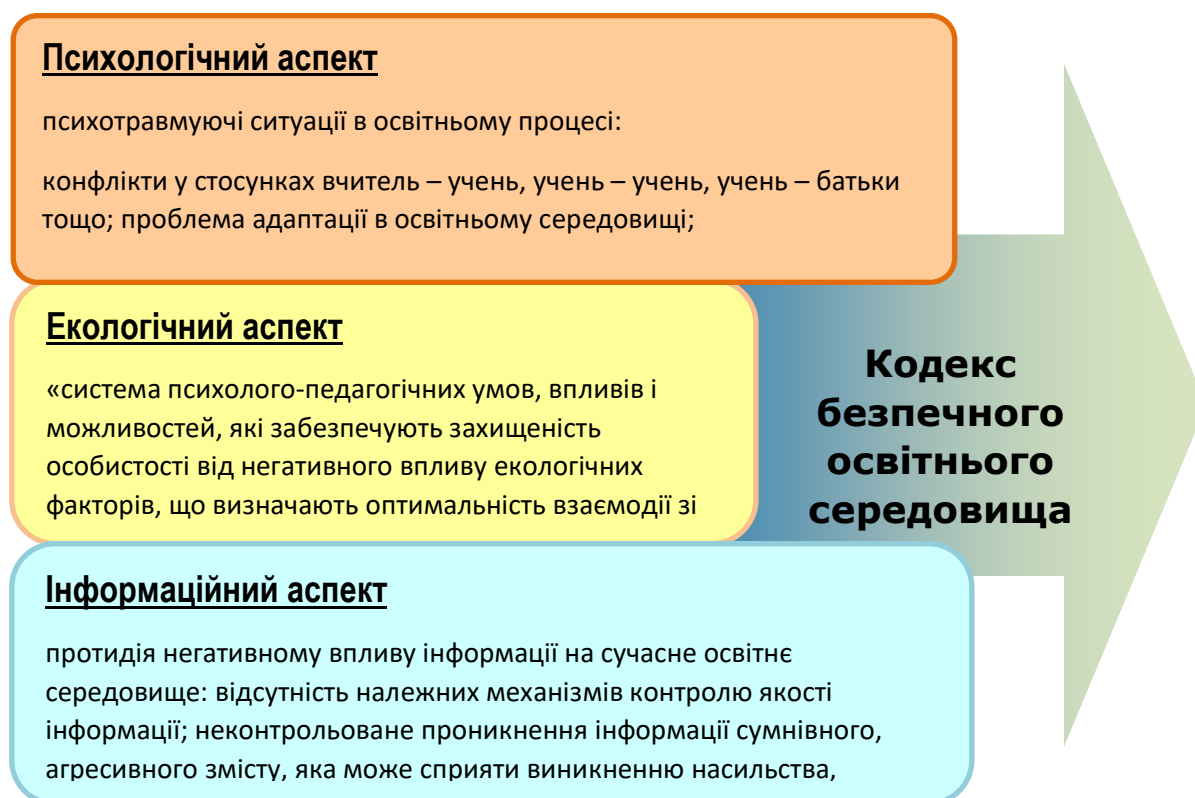 Психологічний аспект
психотравмуючі ситуації в освітньому процесі:
конфлікти у стосунках вчитель – учень, учень – учень, учень – батьки
тощо; проблема адаптації в освітньому середовищі;
Екологічний аспект
«система психолого-педагогічних умов, впливів і
можливостей, які забезпечують захищеність
особистості від негативного впливу екологічних
факторів, що визначають оптимальність взаємодії зі
Інформаційний аспект
протидія негативному впливу інформації на сучасне освітнє
середовище: відсутність належних механізмів контролю якості
інформації; неконтрольоване проникнення інформації сумнівного,
агресивного змісту, яка може сприяти виникненню насильства,
Кодекс
безпечного
освітнього
середовища